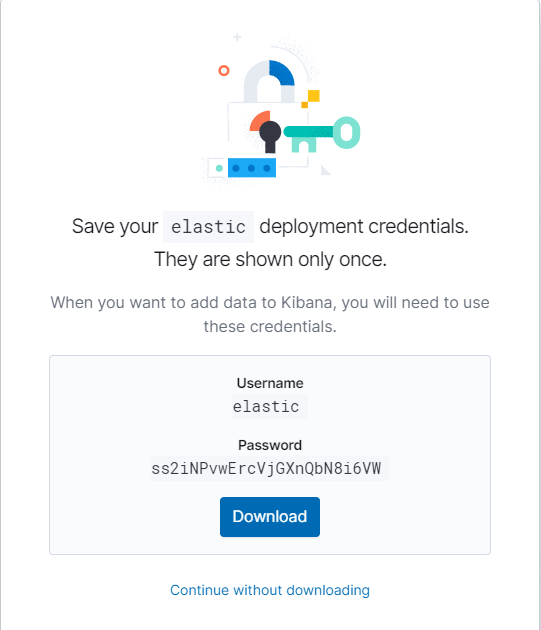 Save your elastic deployment credentials.
They are shown only once.
When you want to add data to Kibana, you will need to use
these credentials.
Username
elastic
Password
ss2iNPvwErcVjGXnQbN8i6VW
Download
Continue without downloading